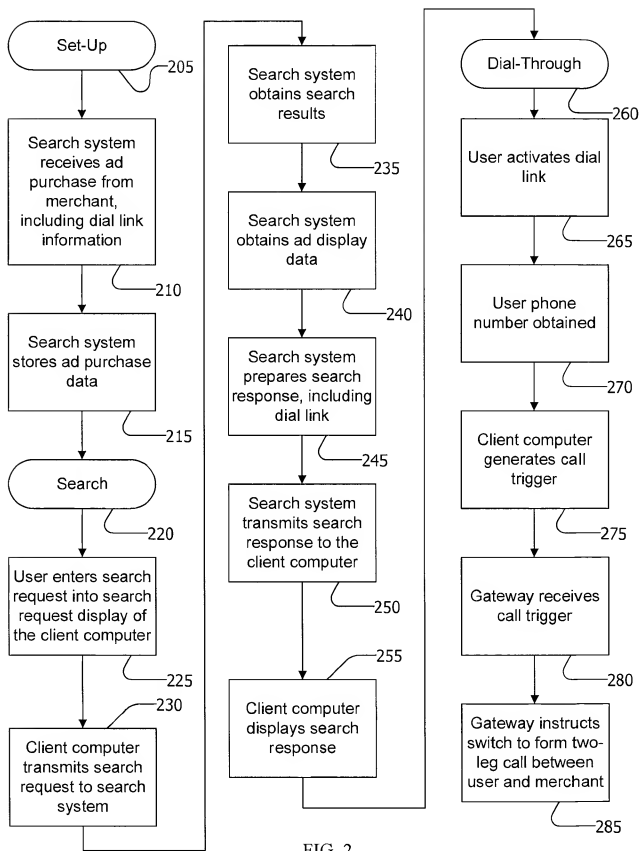 Set-Up
205
Search system
receives ad
purchase from
merchant,
including dial link
information
210
Search system
stores ad purchase
data
215
Search
220
User enters search
request into search
request display of
the client computer
225
230
Client computer
transmits search
request to search
system
Search system
obtains search
results
235
Search system
obtains ad display
data
240
Search system
prepares search
response, including
dial link
245
Search system
transmits search
response to the
client computer
250
255
Client computer
displays search
response
Dial-Through
260
User activates dial
link
265
User phone
number obtained
270
Client computer
generates call
trigger
275
Gateway receives
call trigger
280
Gateway instructs
switch to form two-
leg call between
user and merchant
285
FIG. 2